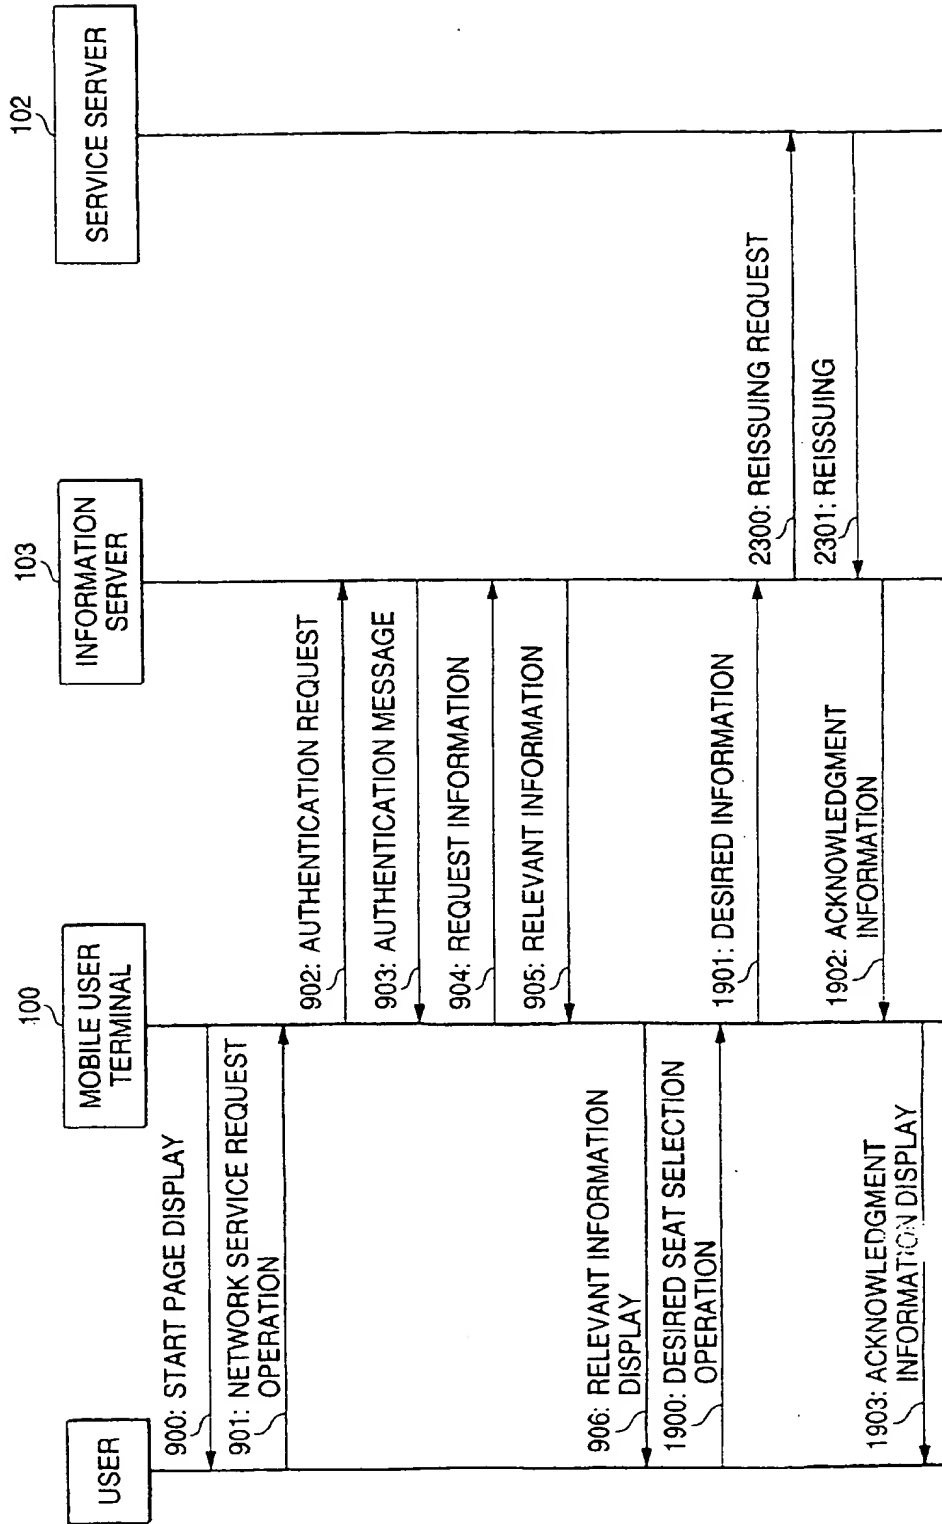 USER
100
MOBILE USER
TERMINAL
103
INFORMATION
SERVER
102
SERVICE SERVER
900: START PAGE DISPLAY
901: NETWORK SERVICE REQUEST
OPERATION
902: AUTHENTICATION REQUEST
903: AUTHENTICATION MESSAGE
904: REQUEST INFORMATION
905: RELEVANT INFORMATION
906: RELEVANT INFORMATION
DISPLAY
1900: DESIRED SEAT SELECTION
OPERATION
1901: DESIRED INFORMATION
2300: REISSUING REQUEST
2301: REISSUING
1902: ACKNOWLEDGMENT
INFORMATION
1903: ACKNOWLEDGMENT
INFORMATION DISPLAY